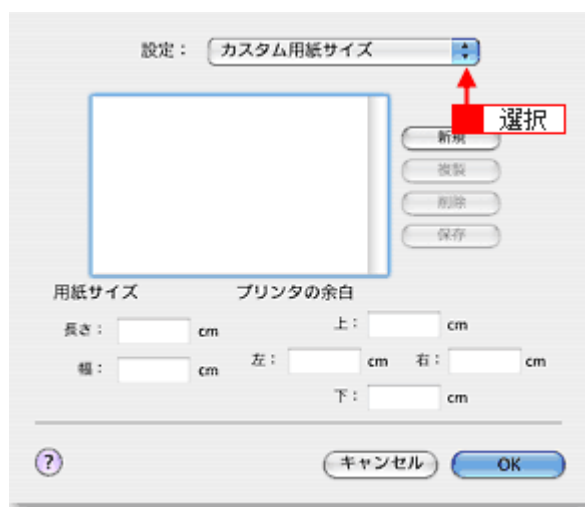 設定： カスタム用紙サイズ
選択
新規
複製
削除
保存
用紙サイズ プリンタの余白
長さ： cm 上： cm
幅： cm 左： cm 右： cm
下： cm
? キャンセル OK